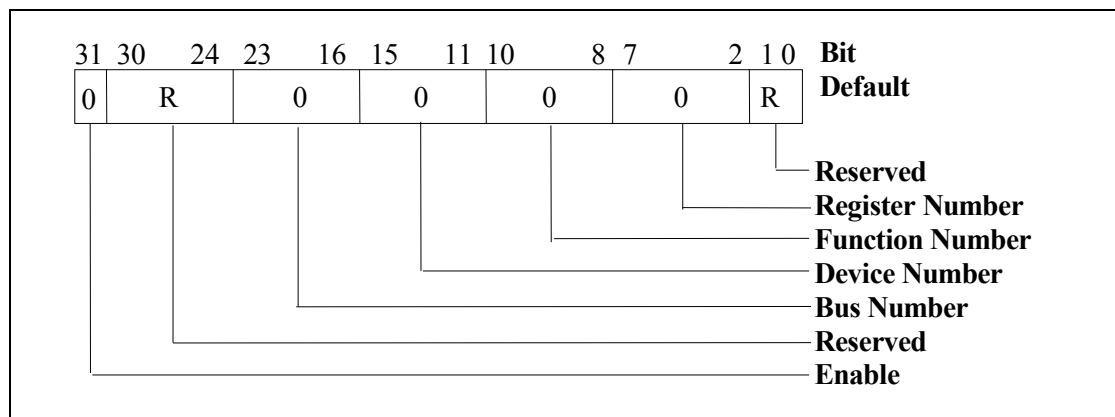 31 30 24 23 16 15 11 10 8 7 2 1 0 Bit
0 R 0 0 0 0 R Default
Reserved
Register Number
Function Number
Device Number
Bus Number
Reserved
Enable